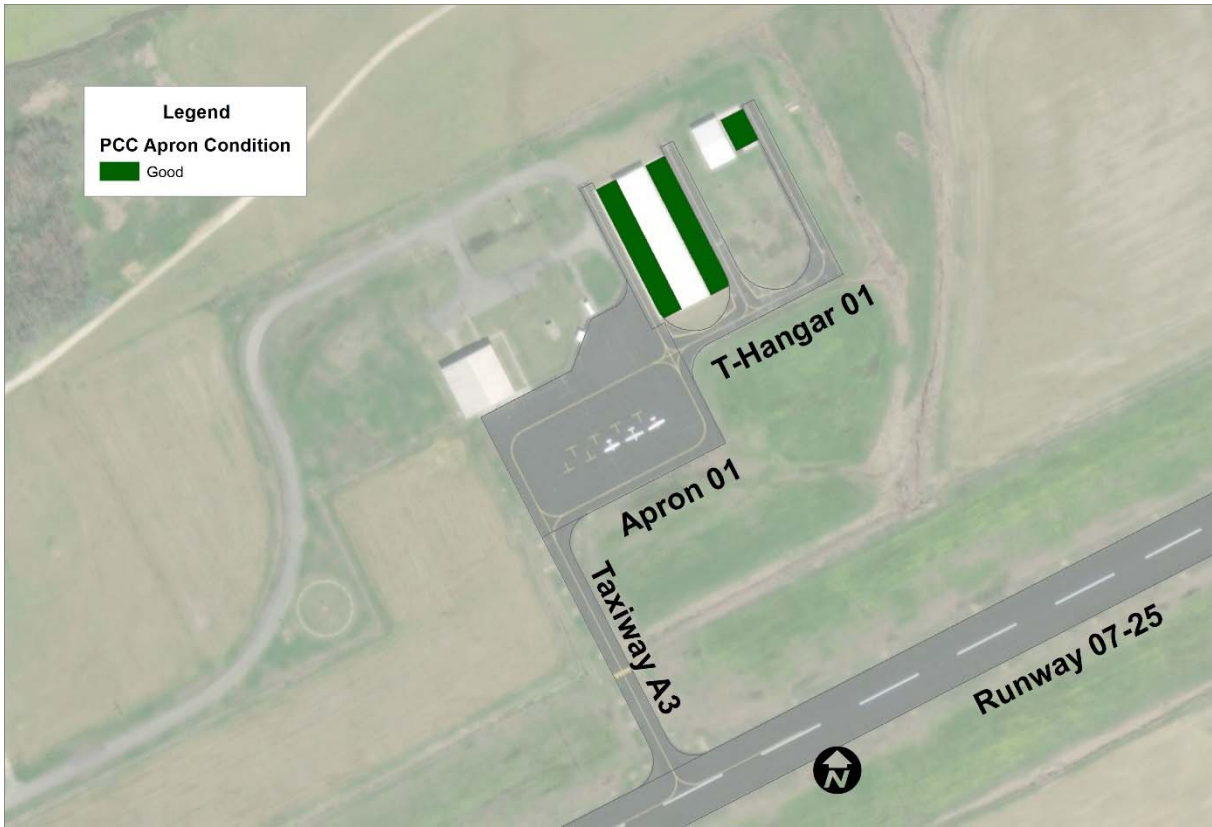 Legend
PCC Apron Condition
Good
T-Hangar 01
Apron 01
Taxiway A3
Runway 07-25
N